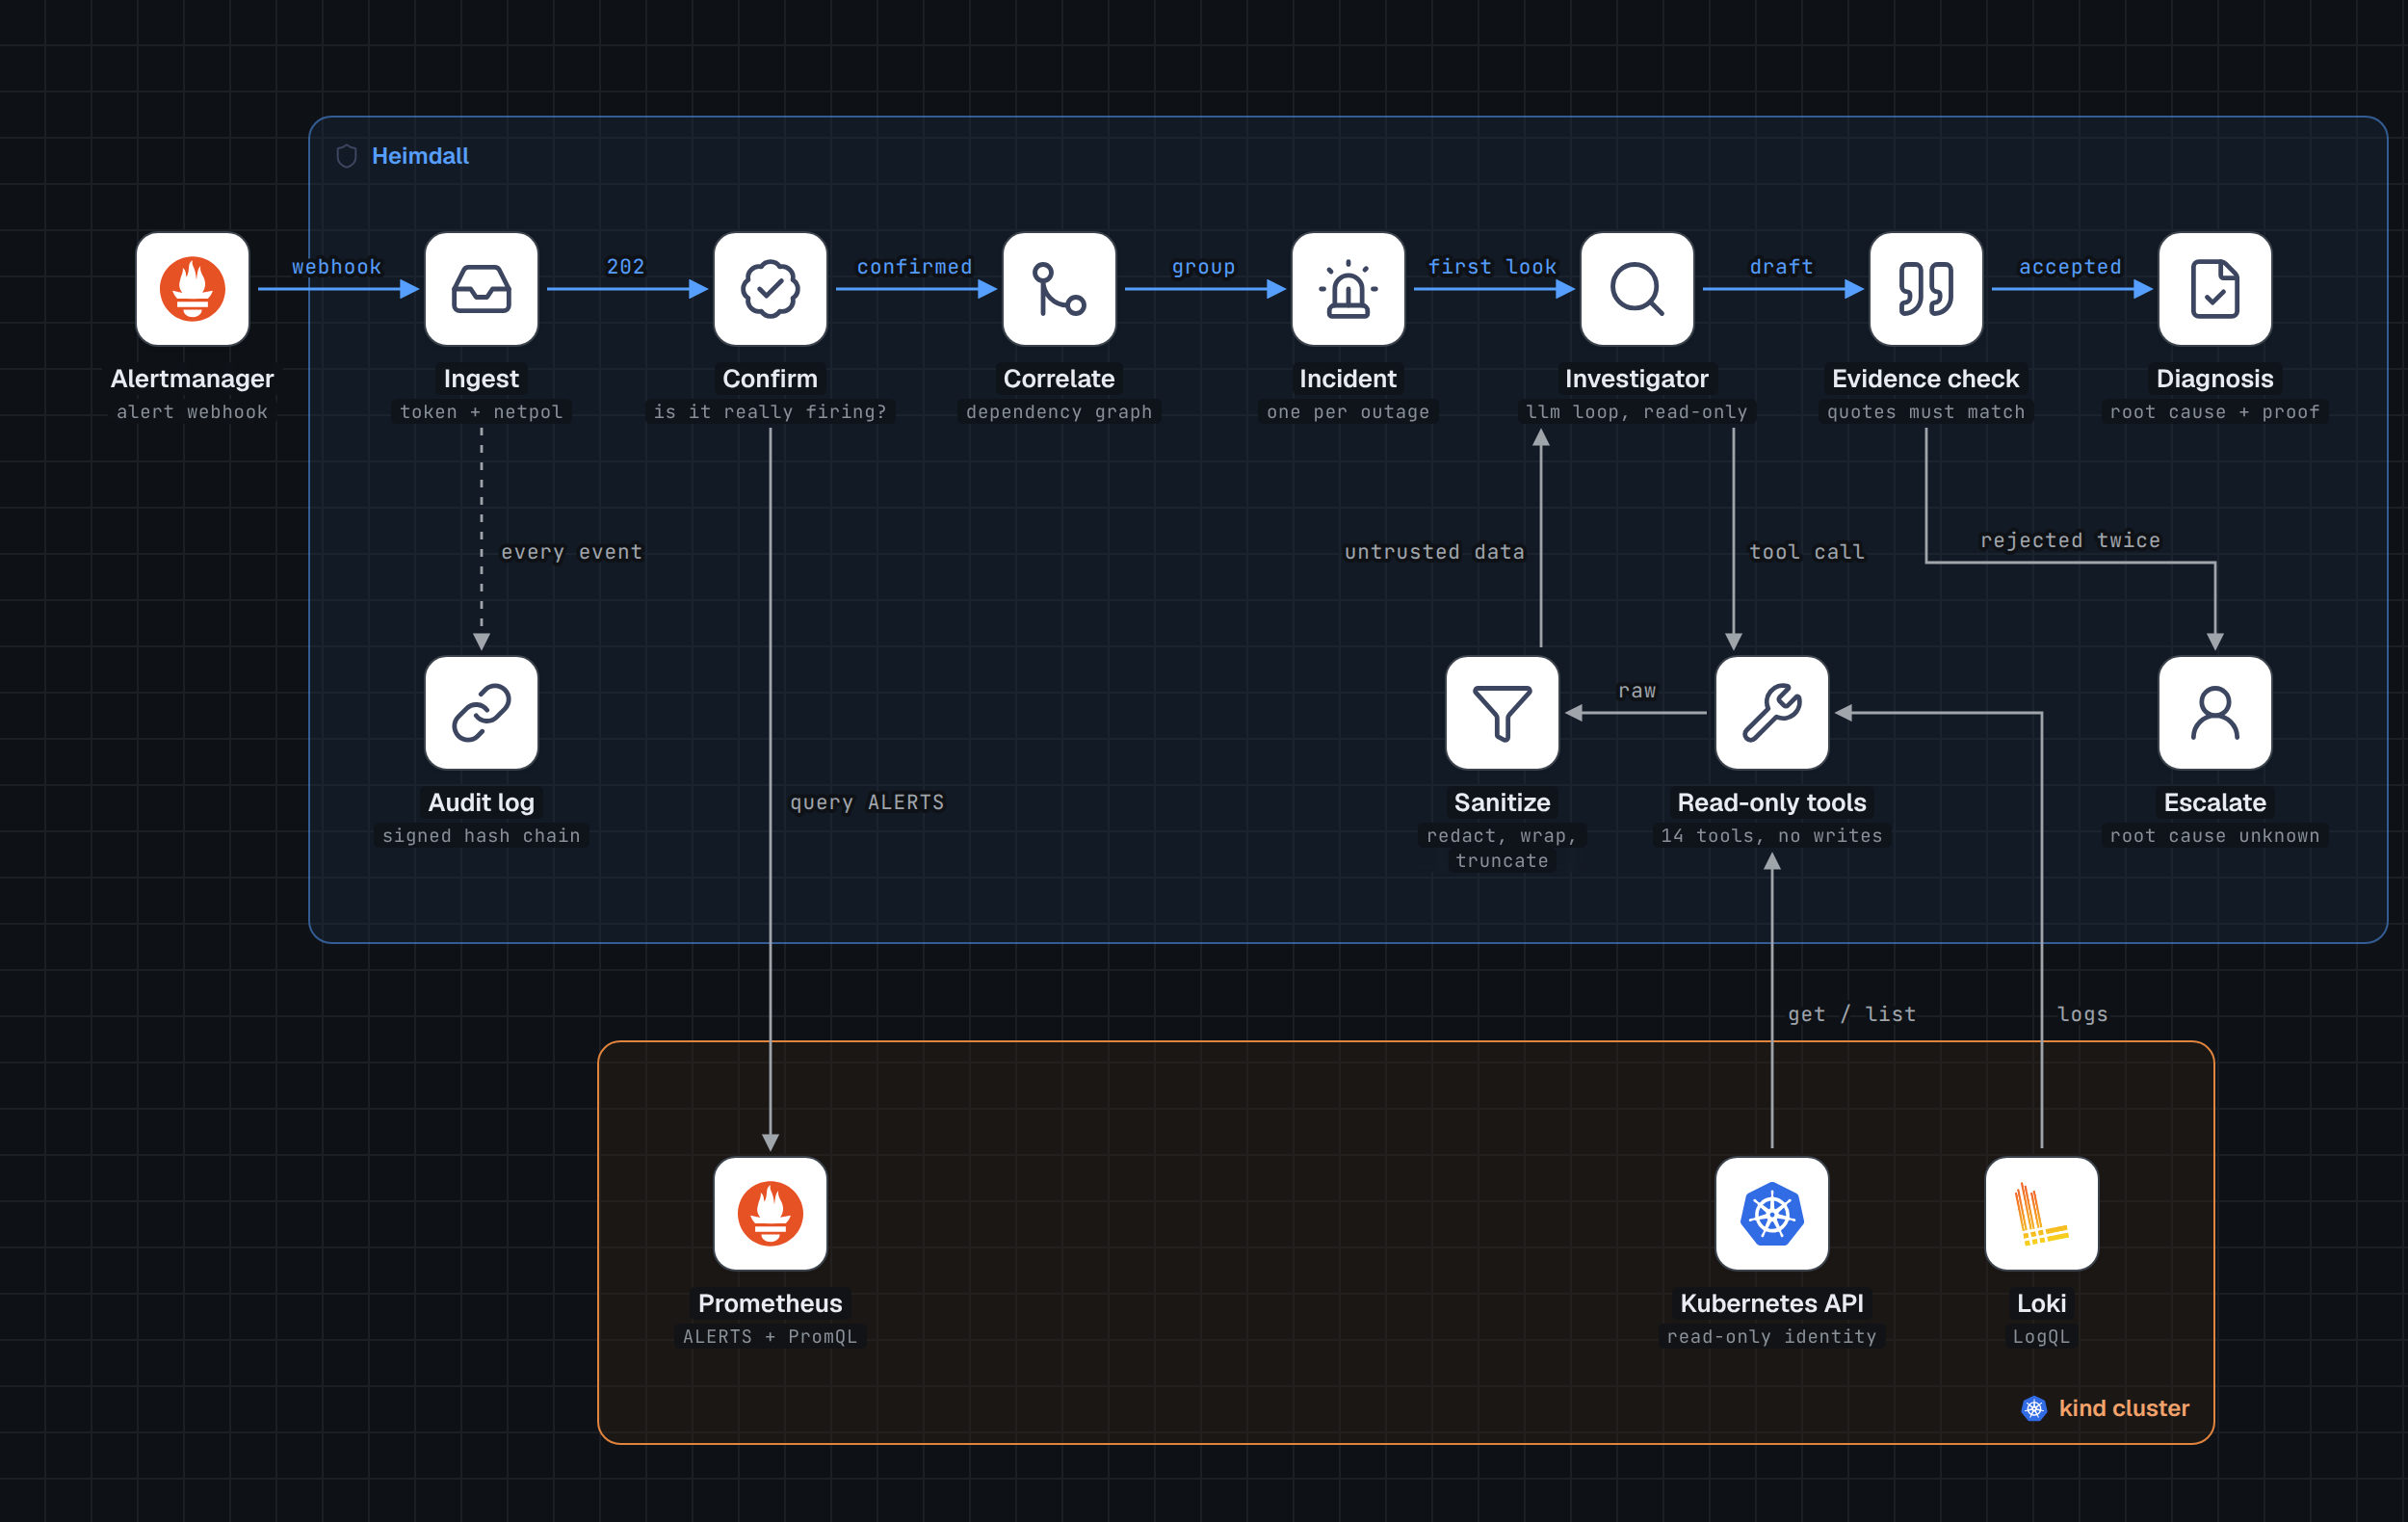 Heimdall
webhook
202
confirmed
group
first look
draft
accepted
Alertmanager
alert webhook
Ingest
token + netpol
Confirm
is it really firing?
Correlate
dependency graph
Incident
one per outage
Investigator
llm loop, read-only
Evidence check
quotes must match
Diagnosis
root cause + proof
every event
untrusted data
tool call
rejected twice
raw
Audit log
signed hash chain
query ALERTS
Sanitize
redact, wrap,
truncate
Read-only tools
14 tools, no writes
Escalate
root cause unknown
get / list
logs
Prometheus
ALERTS + PromQL
Kubernetes API
read-only identity
Loki
LogQL
kind cluster